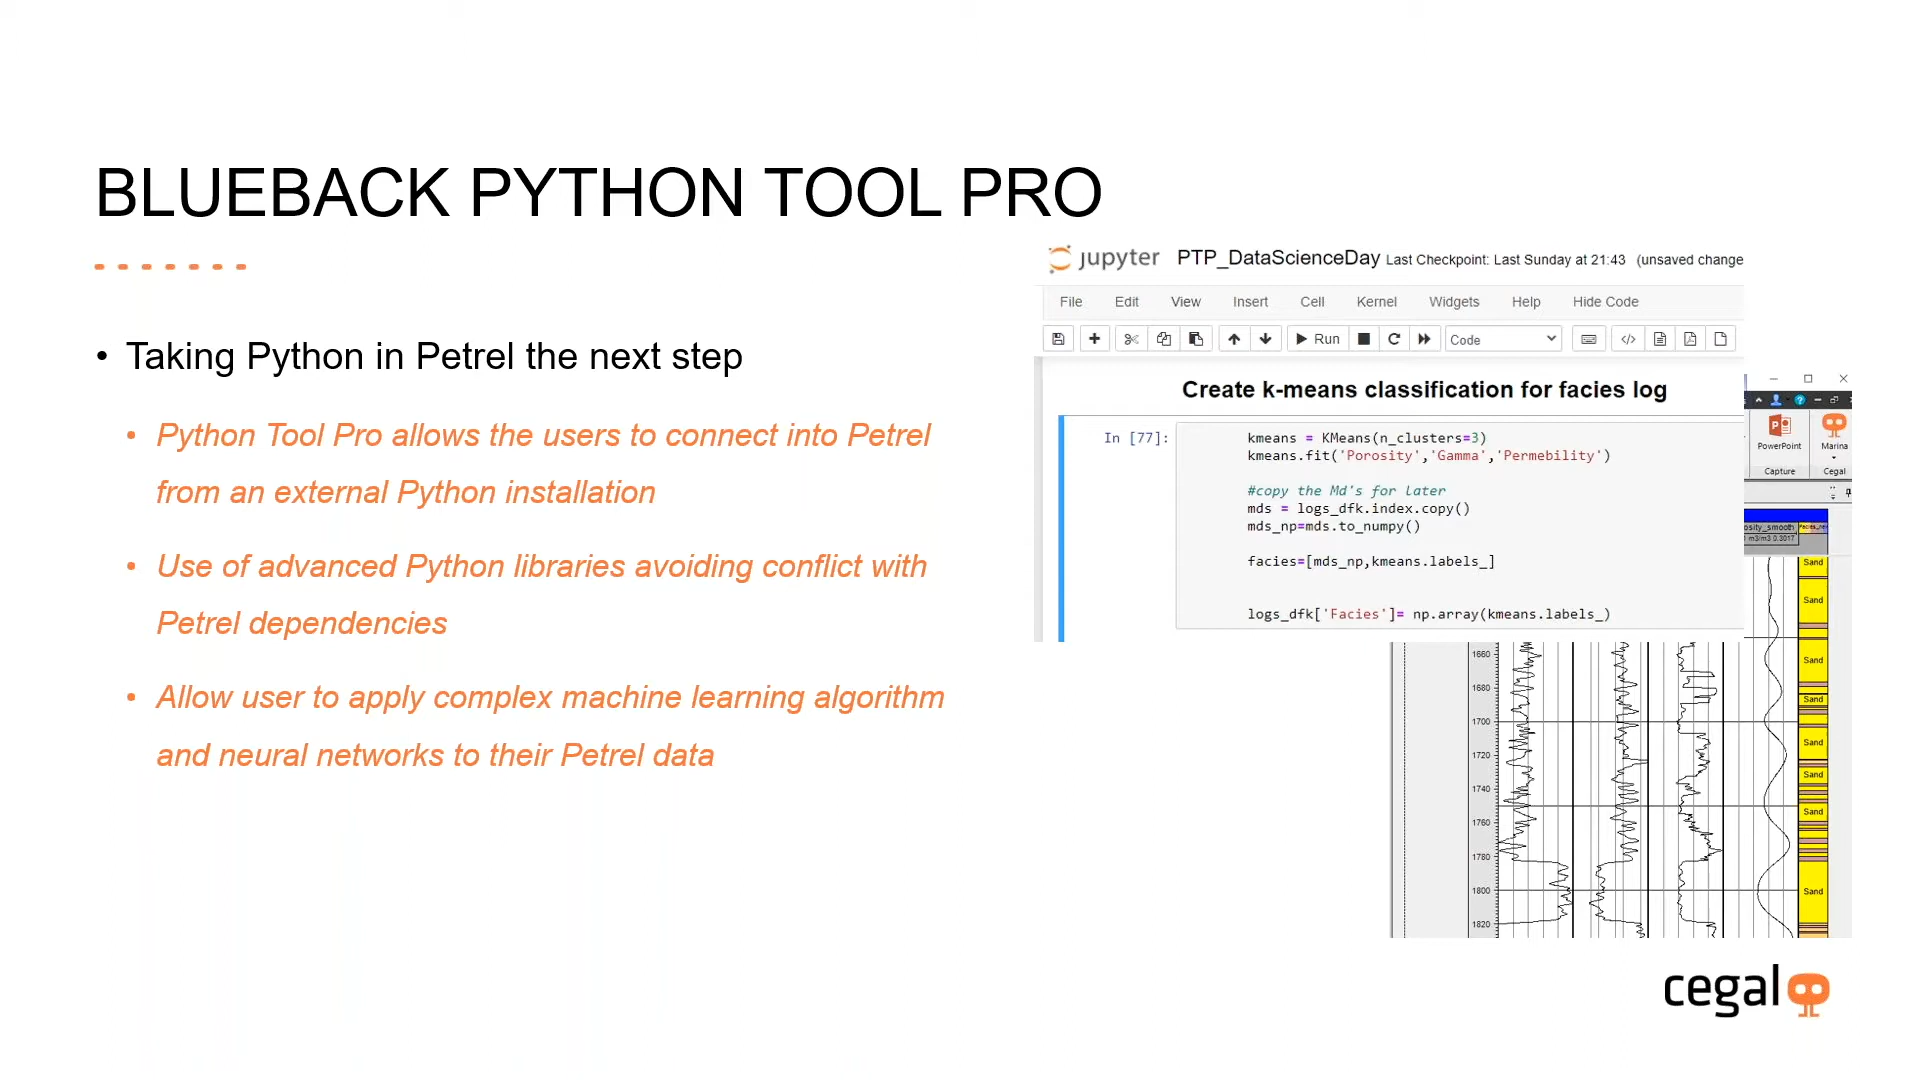 BLUEBACK PYTHON TOOL PRO
• Taking Python in Petrel the next step
• Python Tool Pro allows the users to connect into Petrel
from an external Python installation
• Use of advanced Python libraries avoiding conflict with
Petrel dependencies
• Allow user to apply complex machine learning algorithm
and neural networks to their Petrel data
jupyter PTP_DataScienceDay Last Checkpoint: Last Sunday at 21:43 (unsaved change
File Edit View Insert Cell Kernel Widgets Help Hide Code
Run Code
Create k-means classification for facies log
In [77]:
kmeans = KMeans(n_clusters=3)
kmeans.fit('Porosity','Gamma','Permebility')
#copy the Md's for later
mds = logs_dfk.index.copy()
mds_np=mds.to_numpy()
facies=[mds_np,kmeans.labels_]
logs_dfk['Facies']= np.array(kmeans.labels_)
PowerPoint Marina
Capture Cegal
osity_smooth
m3/m3 0.3017
Sand
Sand
1660 Sand
1680
Sand
1700
Sand
1720
Sand
1740
Sand
1760
1780
1800 Sand
1820
cegal